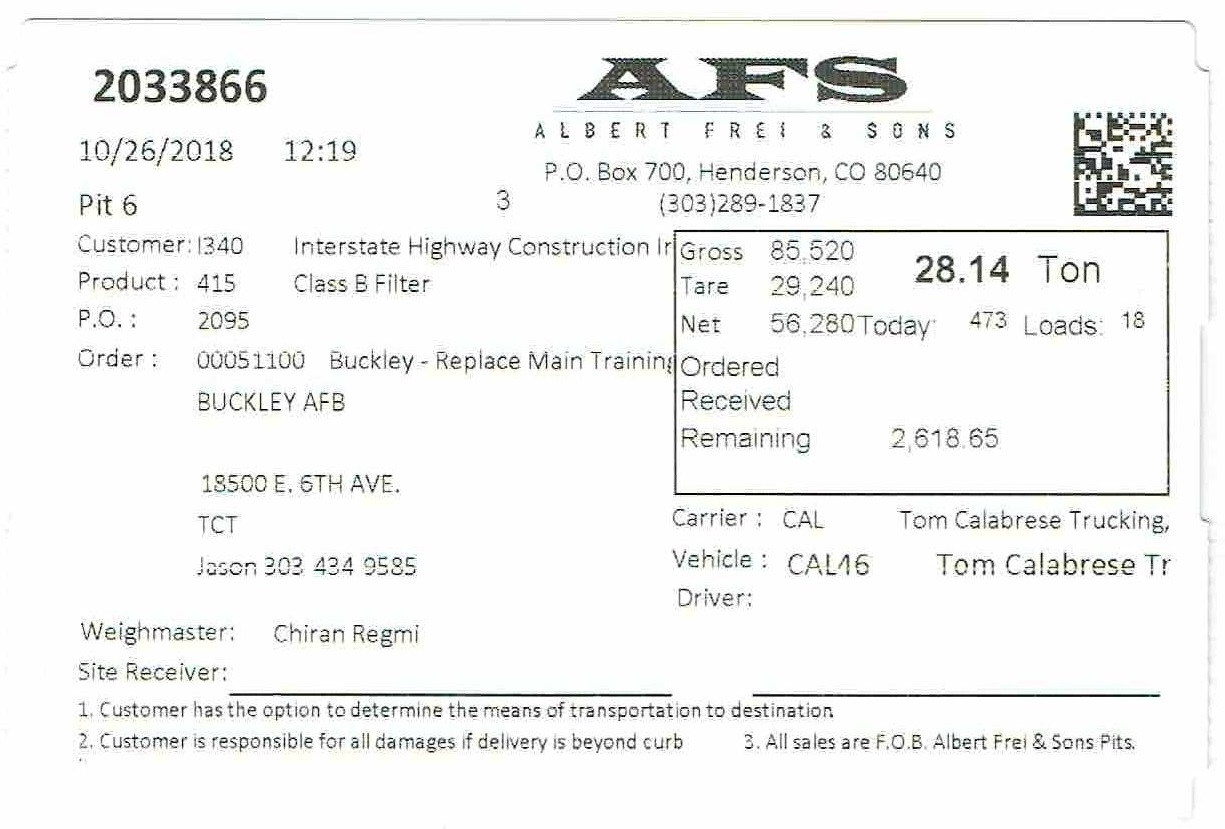 2033866
AFS
ALBERT FREI & SONS
10/26/2018 12:19
P.O. Box 700, Henderson, CO 80640
Pit 6 3 (303)289-1837
Customer: I340 Interstate Highway Construction Ir
Product : 415 Class B Filter
P.O. : 2095
Order : 00051100 Buckley - Replace Main Training
BUCKLEY AFB
18500 E. 6TH AVE.
TCT
Jason 303 434 9585
Gross 85,520 28.14 Ton
Tare 29,240
Net 56,280 Today: 473 Loads: 18
Ordered
Received
Remaining 2,618.65
Carrier : CAL Tom Calabrese Trucking,
Vehicle : CAL16 Tom Calabrese Tr
Driver:
Weighmaster: Chiran Regmi
Site Receiver:
1. Customer has the option to determine the means of transportation to destination.
2. Customer is responsible for all damages if delivery is beyond curb 3. All sales are F.O.B. Albert Frei & Sons Pits.